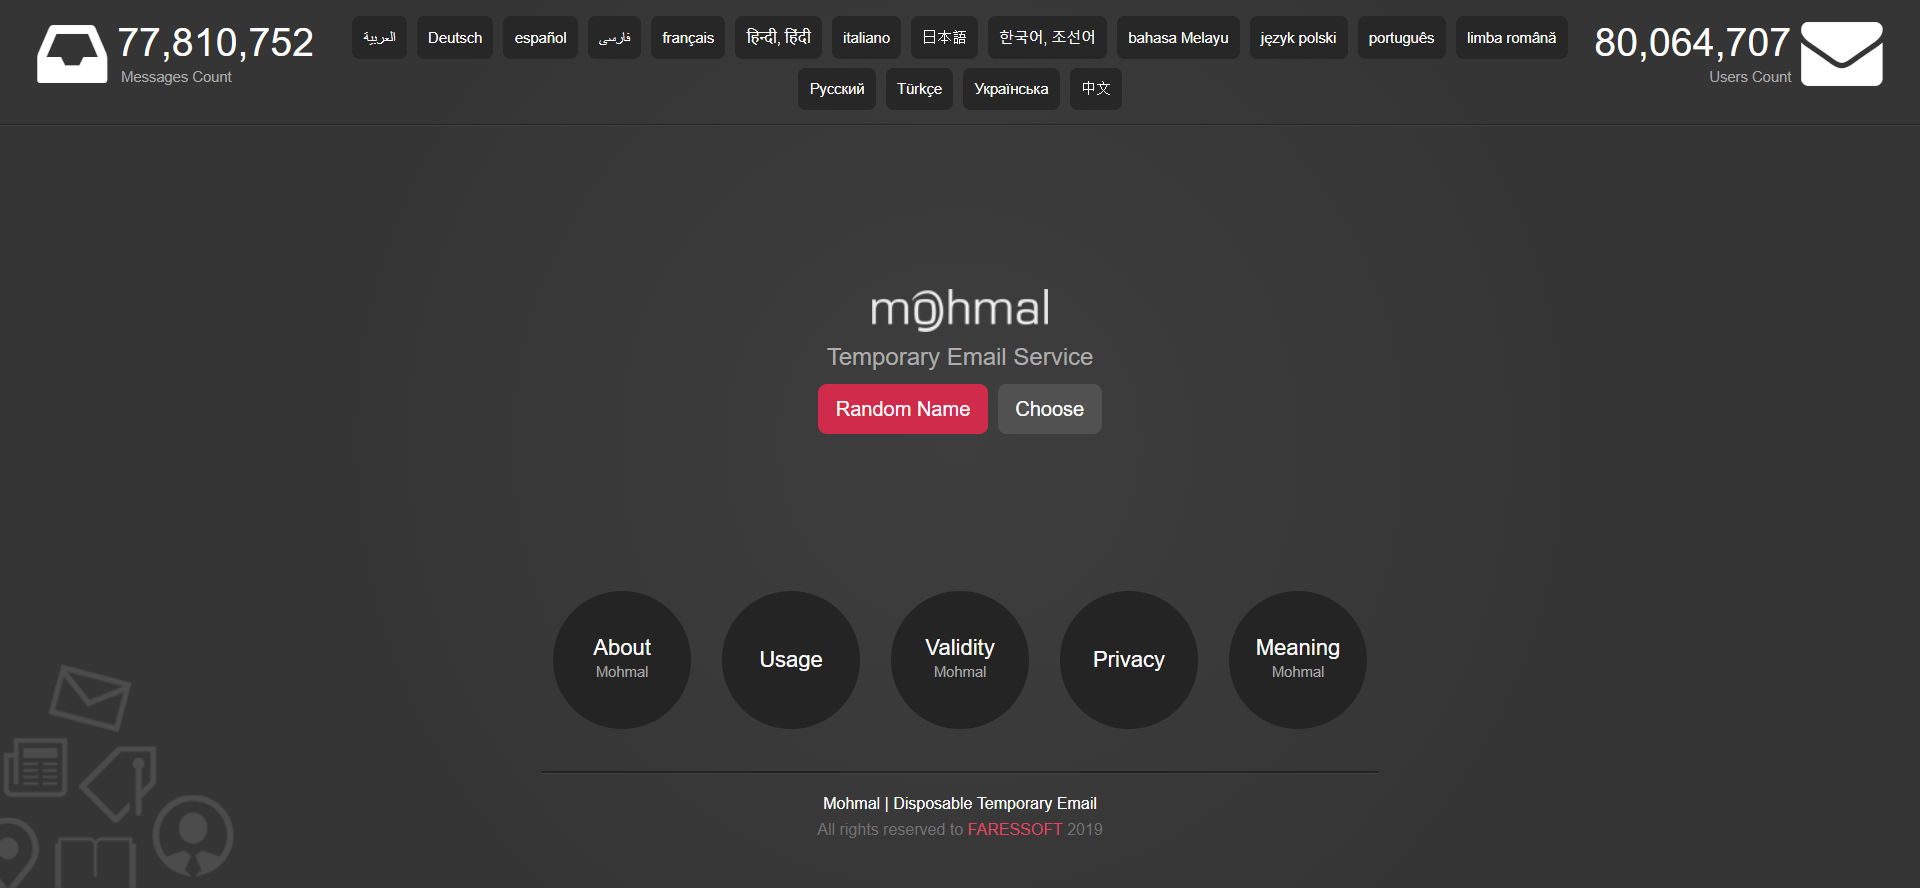 77,810,752
Messages Count
العربية
Deutsch
español
فارسی
français
हिन्दी, हिंदी
italiano
日本語
한국어, 조선어
bahasa Melayu
język polski
português
limba română
Русский
Türkçe
Українська
中文
80,064,707
Users Count
m@hmal
Temporary Email Service
Random Name
Choose
About
Mohmal
Usage
Validity
Mohmal
Privacy
Meaning
Mohmal
Mohmal | Disposable Temporary Email
All rights reserved to FARESSOFT 2019